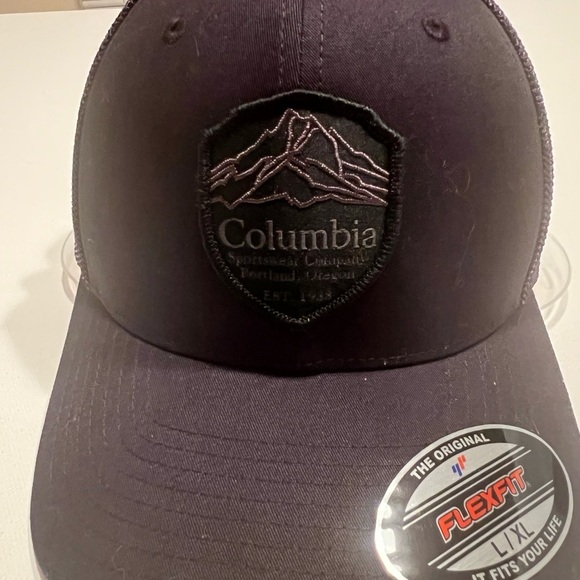 Columbia
Sportswear Company
Portland, Oregon
EST. 1938
THE ORIGINAL
FLEXFIT
L/XL
IT FITS YOUR LIFE